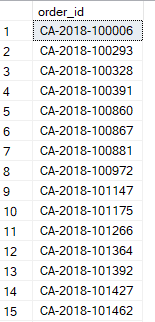 order_id
1 CA-2018-100006
2 CA-2018-100293
3 CA-2018-100328
4 CA-2018-100391
5 CA-2018-100860
6 CA-2018-100867
7 CA-2018-100881
8 CA-2018-100972
9 CA-2018-101147
10 CA-2018-101175
11 CA-2018-101266
12 CA-2018-101364
13 CA-2018-101392
14 CA-2018-101427
15 CA-2018-101462